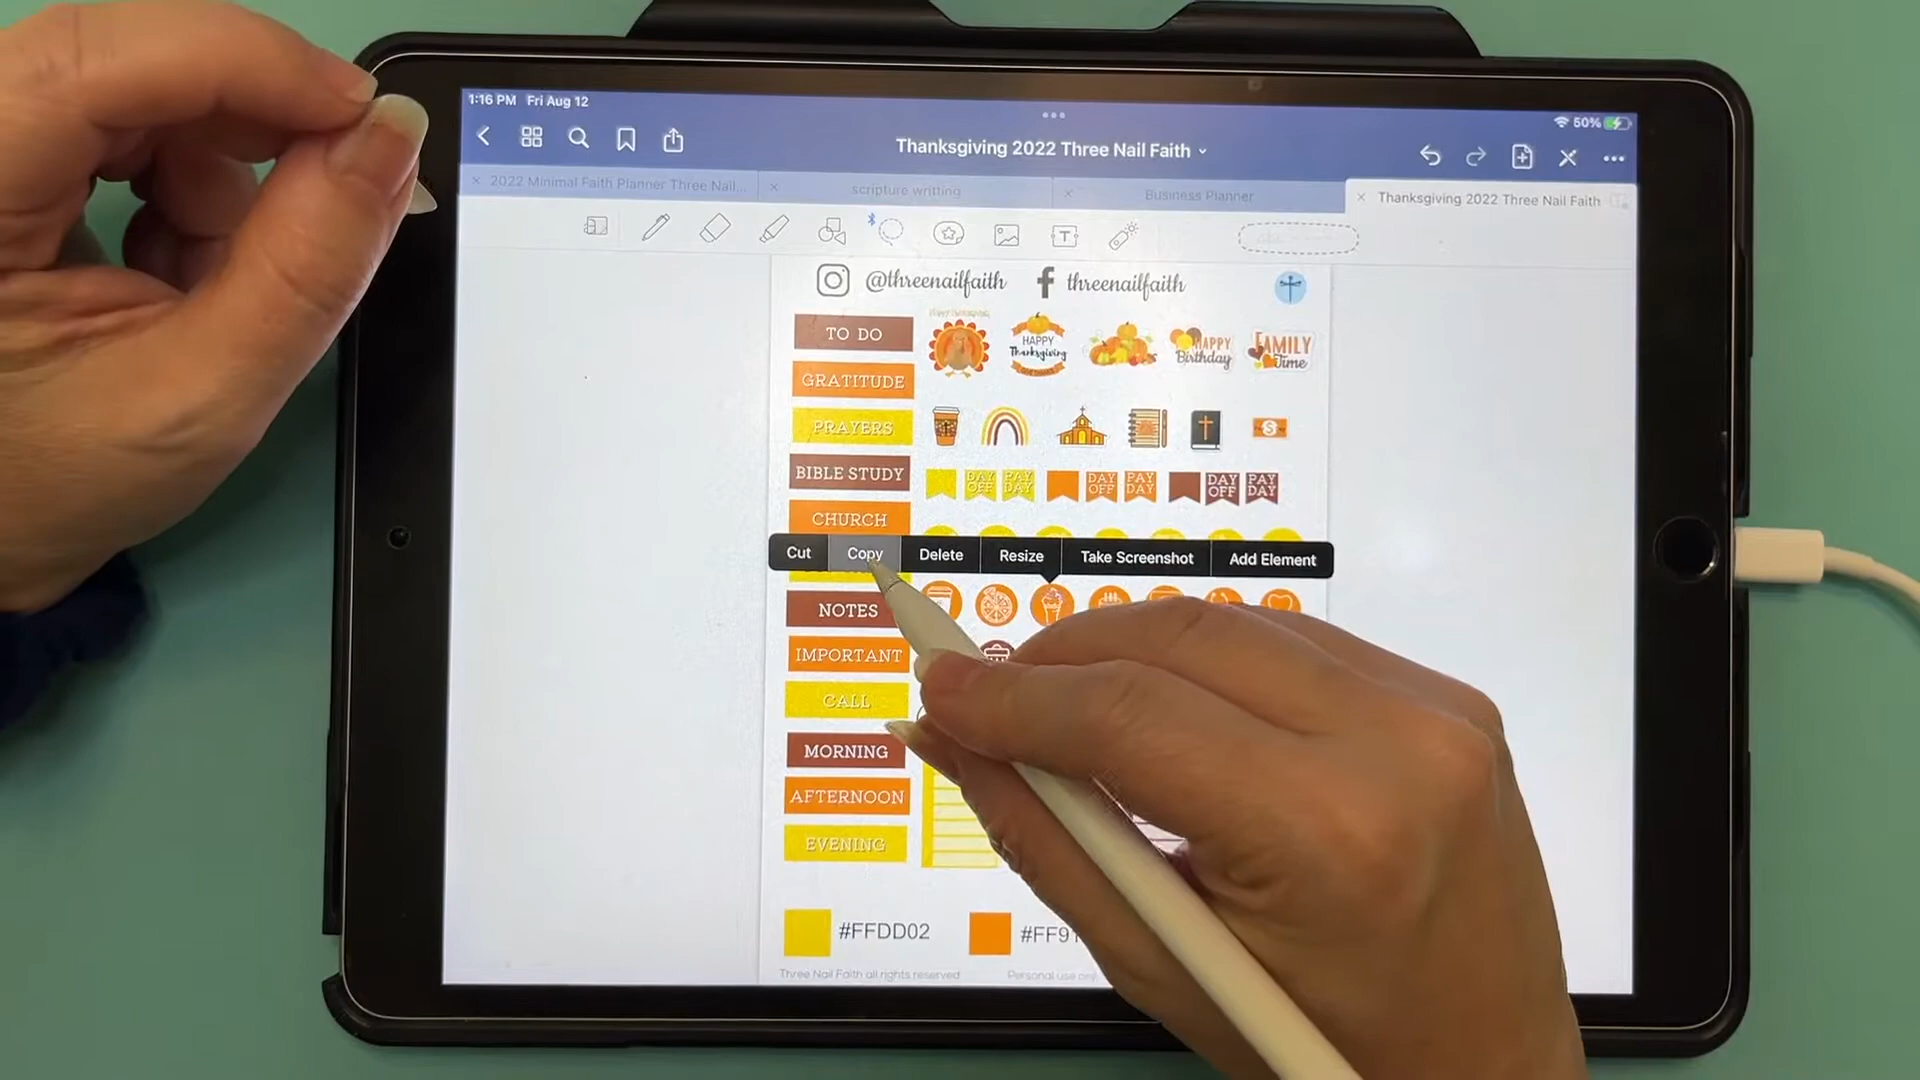 1:16 PM Fri Aug 12
50%
Thanksgiving 2022 Three Nail Faith
2022 Minimal Faith Planner Three Nail...
scripture writting
Business Planner
Thanksgiving 2022 Three Nail Faith
@threenailfaith threenailfaith
TO DO
HAPPY Thanksgiving
HAPPY Birthday
FAMILY Time
GRATITUDE
PRAYERS
BIBLE STUDY
DAY OFF PAY DAY DAY OFF PAY DAY DAY OFF PAY DAY
CHURCH
Cut Copy Delete Resize Take Screenshot Add Element
NOTES
IMPORTANT
CALL
MORNING
AFTERNOON
EVENING
#FFDD02 #FF91
Three Nail Faith all rights reserved Personal use only